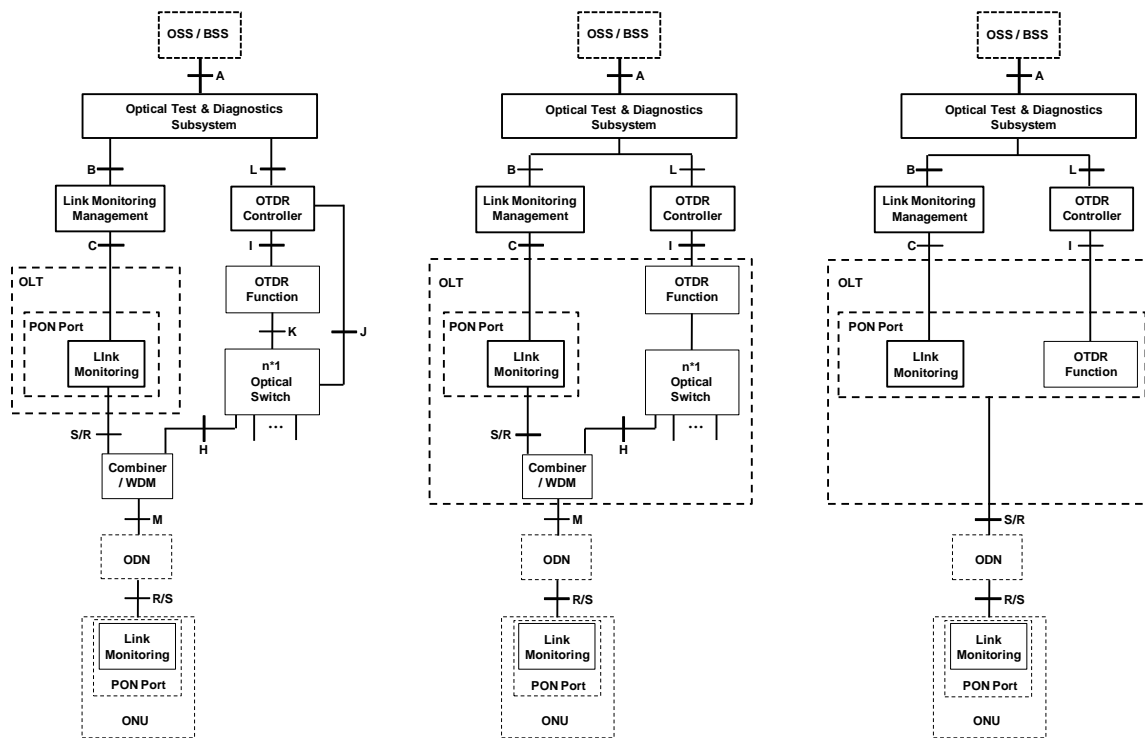 OSS / BSS
A
Optical Test & Diagnostics
Subsystem
B
L
Link Monitoring
Management
OTDR
Controller
C
I
OLT
OTDR
Function
PON Port
K
J
LInk
Monitoring
n*1
Optical
Switch
...
S/R
H
Combiner
/ WDM
M
ODN
R/S
Link
Monitoring
PON Port
ONU
OSS / BSS
A
Optical Test & Diagnostics
Subsystem
B
L
Link Monitoring
Management
OTDR
Controller
C
I
OLT
OTDR
Function
PON Port
LInk
Monitoring
n*1
Optical
Switch
...
S/R
H
Combiner
/ WDM
M
ODN
R/S
Link
Monitoring
PON Port
ONU
OSS / BSS
A
Optical Test & Diagnostics
Subsystem
B
L
Link Monitoring
Management
OTDR
Controller
C
I
OLT
PON Port
LInk
Monitoring
OTDR
Function
S/R
ODN
R/S
Link
Monitoring
PON Port
ONU